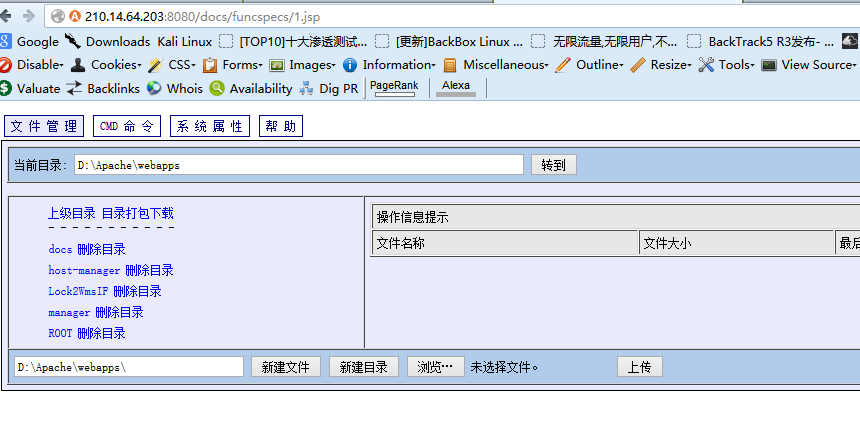 210.14.64.203:8080/docs/funcspecs/1.jsp
Google Downloads Kali Linux [TOP10]十大渗透测试... [更新]BackBox Linux ... 无限流量,无限用户,不... BackTrack5 R3发布- ...
Disable Cookies CSS Forms Images Information Miscellaneous Outline Resize Tools View Source
Valuate Backlinks Whois Availability Dig PR PageRank Alexa
文件管理 CMD 命令 系统属性 帮助
当前目录: D:\Apache\webapps 转到
上级目录 目录打包下载 操作信息提示
- - - - - - - - - - -
文件名称 文件大小 最后
docs 删除目录
host-manager 删除目录
Lock2WmsIF 删除目录
manager 删除目录
ROOT 删除目录
D:\Apache\webapps\ 新建文件 新建目录 浏览… 未选择文件。 上传